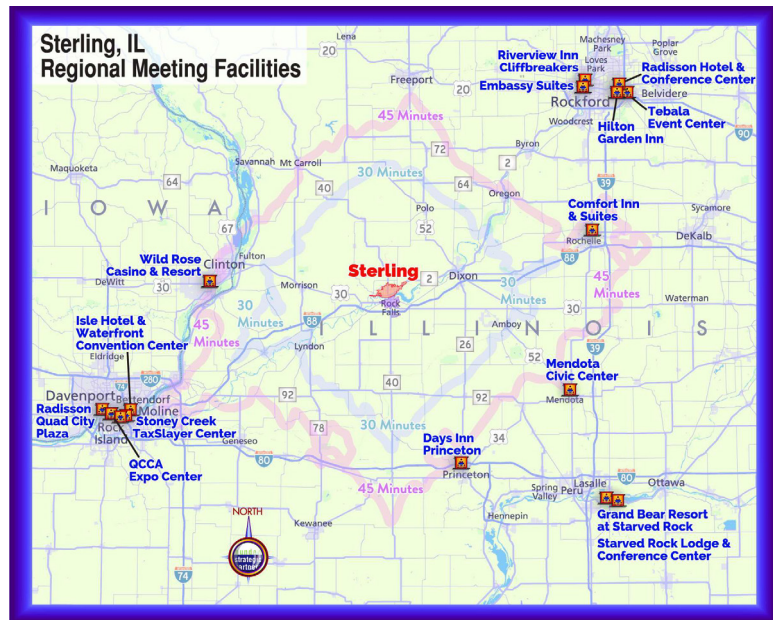 Sterling, IL
Regional Meeting Facilities
Lena
20
Freeport
20
Machesney
Park
Poplar
Grove
Loves
Park
Riverview Inn
Cliffbreakers
Embassy Suites
Radisson Hotel &
Conference Center
Rockford
Belvidere
Tebala
Event Center
Woodcrest
Hilton
Garden Inn
90
45 Minutes
Byron
72
2
Maquoketa
Savannah
Mt Carroll
30 Minutes
64
40
64
39
Oregon
I O W A
Polo
Comfort Inn
& Suites
Sycamore
67
52
Rochelle
DeKalb
88
Wild Rose
Casino & Resort
Clinton
Fulton
Sterling
2
Dixon
DeWitt
30
Morrison
30
Rock
Falls
30
Minutes
45
Minutes
Waterman
30
Minutes
45
Minutes
88
30
I L L I N O I S
Amboy
Isle Hotel &
Waterfront
Convention Center
Eldridge
Lyndon
26
39
52
Mendota
Civic Center
Mendota
74
280
40
92
92
Davenport
Bettendorf
Moline
Radisson
Quad City
Plaza
Rock
Island
Stoney Creek
TaxSlayer Center
78
30 Minutes
Geneseo
34
Days Inn
Princeton
80
QCCA
Expo Center
Princeton
80
45 Minutes
Spring
Valley
Peru
Lasalle
Ottawa
Hennepin
Grand Bear Resort
at Starved Rock
Starved Rock Lodge &
Conference Center
NORTH
Kewanee
strategic
partner
74